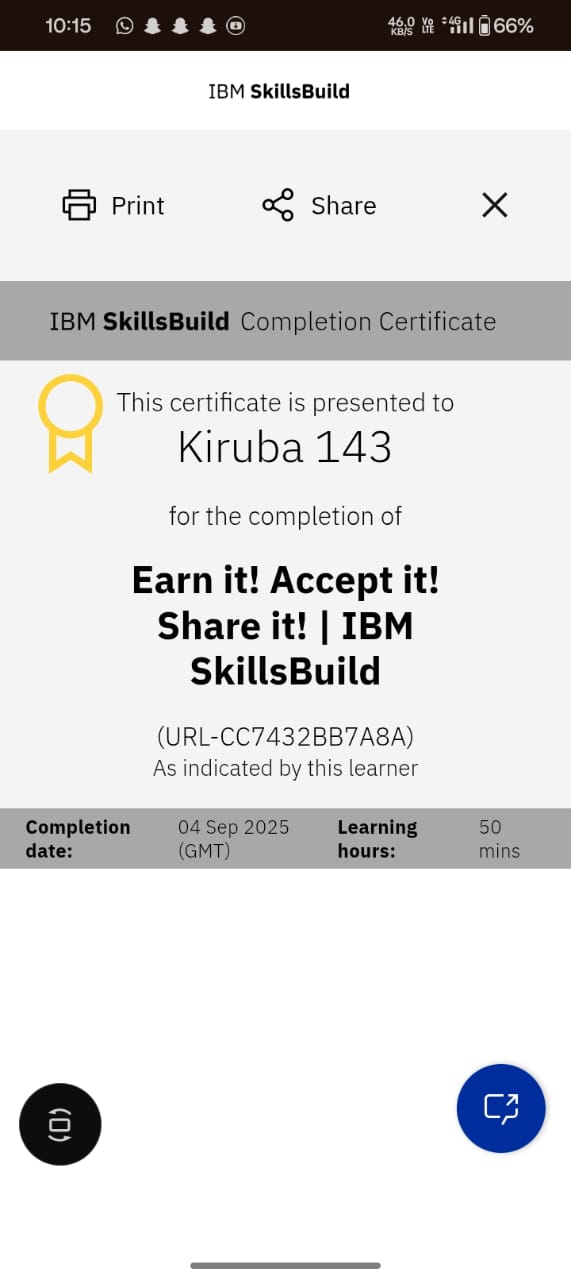 10:15 46.0 KB/S Vo LTE 4G 66%
IBM SkillsBuild
Print Share
IBM SkillsBuild Completion Certificate
This certificate is presented to
Kiruba 143
for the completion of
Earn it! Accept it!
Share it! | IBM
SkillsBuild
(URL-CC7432BB7A8A)
As indicated by this learner
Completion date: 04 Sep 2025 (GMT) Learning hours: 50 mins